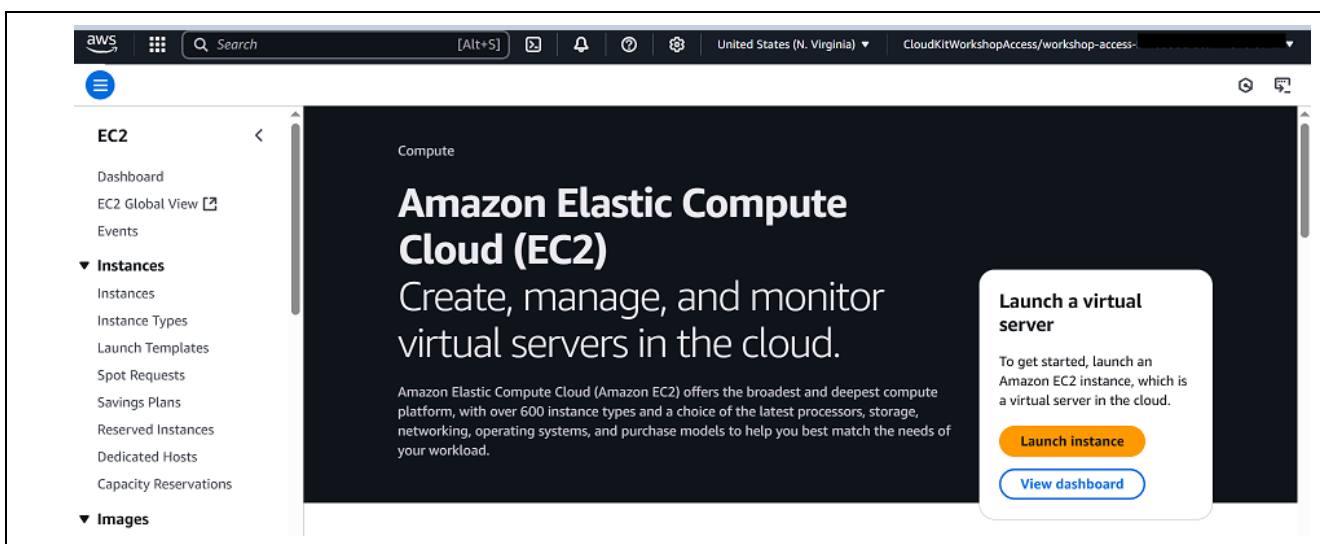 aws
Search [Alt+S]
United States (N. Virginia) ▼
CloudKitWorkshopAccess/workshop-access-
EC2
Dashboard
EC2 Global View
Events
▼ Instances
Instances
Instance Types
Launch Templates
Spot Requests
Savings Plans
Reserved Instances
Dedicated Hosts
Capacity Reservations
▼ Images
Compute
Amazon Elastic Compute
Cloud (EC2)
Create, manage, and monitor
virtual servers in the cloud.
Amazon Elastic Compute Cloud (Amazon EC2) offers the broadest and deepest compute
platform, with over 600 instance types and a choice of the latest processors, storage,
networking, operating systems, and purchase models to help you best match the needs of
your workload.
Launch a virtual
server
To get started, launch an
Amazon EC2 instance, which is
a virtual server in the cloud.
Launch instance
View dashboard